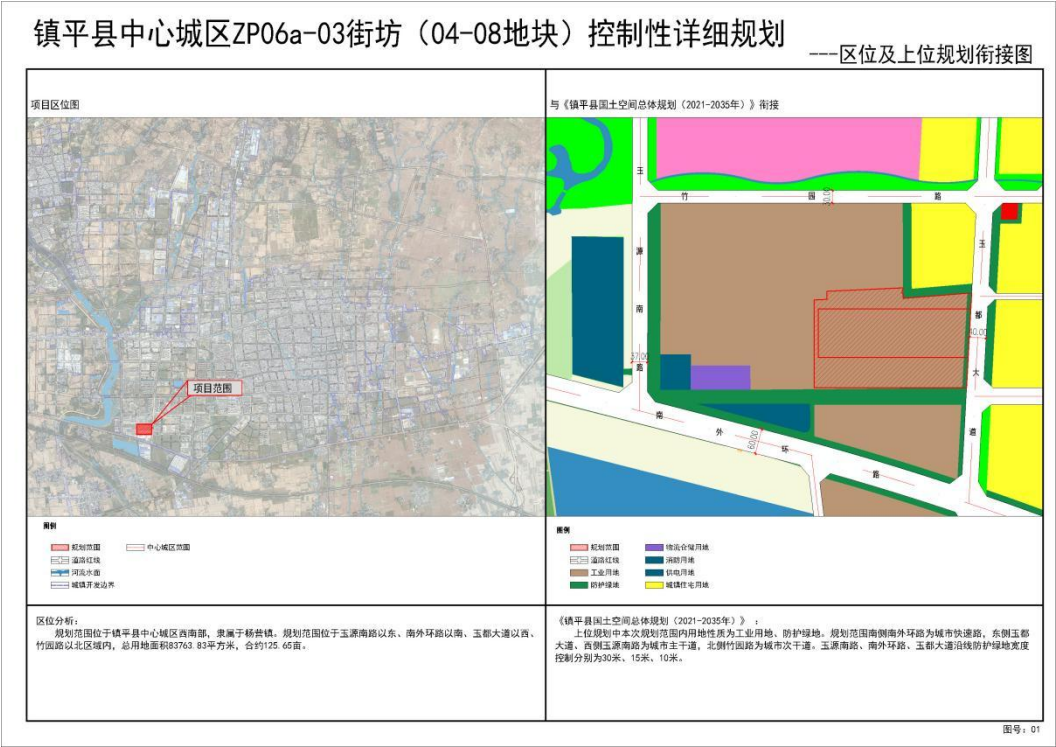 镇平县中心城区ZP06a-03街坊（04-08地块）控制性详细规划
---区位及上位规划衔接图
项目区位图
项目范围
图例
规划范围
中心城区范围
道路红线
河流水面
城镇开发边界
区位分析：
规划范围位于镇平县中心城区西南部，隶属于杨营镇。规划范围位于玉源南路以东、南外环路以南、玉都大道以西、
竹园路以北区域内，总用地面积83763.83平方米，合约125.65亩。
与《镇平县国土空间总体规划（2021-2035年）》衔接
竹园路
30.00
玉源南路
37.00
玉都大道
40.00
南外环路
60.00
图例
规划范围
物流仓储用地
道路红线
消防用地
工业用地
供电用地
防护绿地
城镇住宅用地
《镇平县国土空间总体规划（2021-2035年）》：
上位规划中本次规划范围内用地性质为工业用地、防护绿地。规划范围南侧南外环路为城市快速路，东侧玉都
大道、西侧玉源南路为城市主干道，北侧竹园路为城市次干道。玉源南路、南外环路、玉都大道沿线防护绿地宽度
控制分别为30米、15米、10米。
图号：01